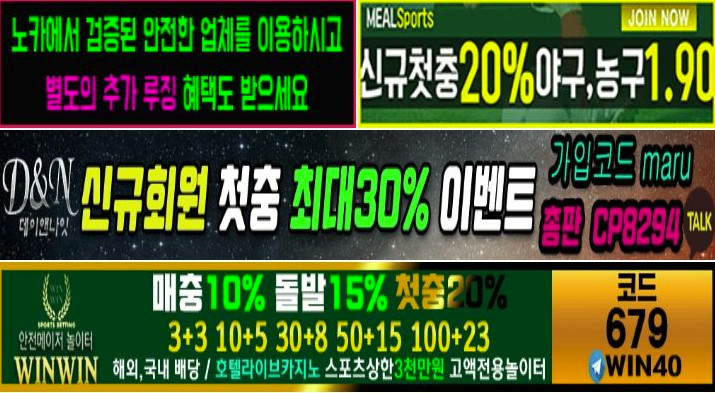 노카에서 검증된 안전한 업체를 이용하시고
별도의 추가 루징 혜택도 받으세요
MEALSports
JOIN NOW
신규첫충20%야구,농구1.90
D&N
데이앤나잇
신규회원 첫충 최대30% 이벤트
가입코드 maru
총판 CP8294
TALK
WIN
WIN
SPORTS BETTING
안전메이저 놀이터
WINWIN
매충10% 돌발15% 첫충20%
3+3 10+5 30+8 50+15 100+23
해외,국내 배당 / 호텔라이브카지노 스포츠상한3천만원 고액전용놀이터
코드
679
WIN40